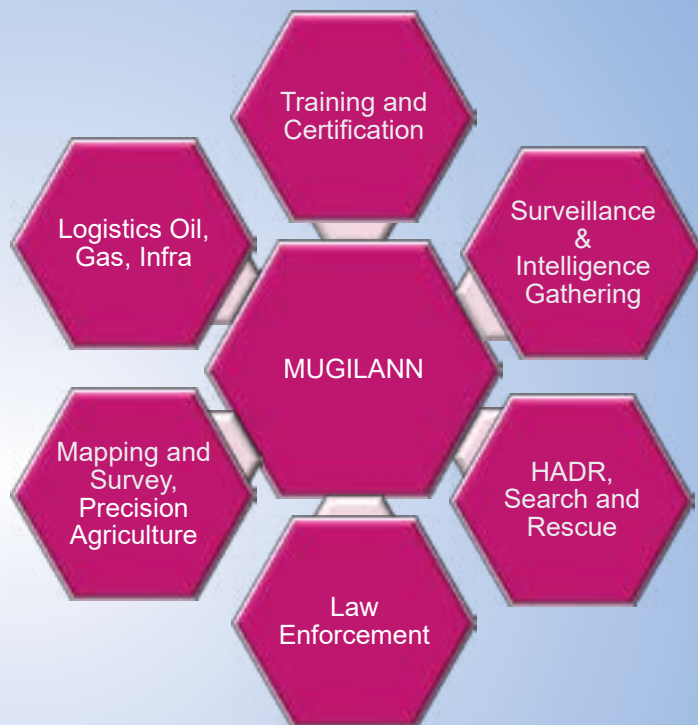 Training and
Certification
Logistics Oil,
Gas, Infra
Surveillance
&
Intelligence
Gathering
MUGILANN
Mapping and
Survey,
Precision
Agriculture
HADR,
Search and
Rescue
Law
Enforcement